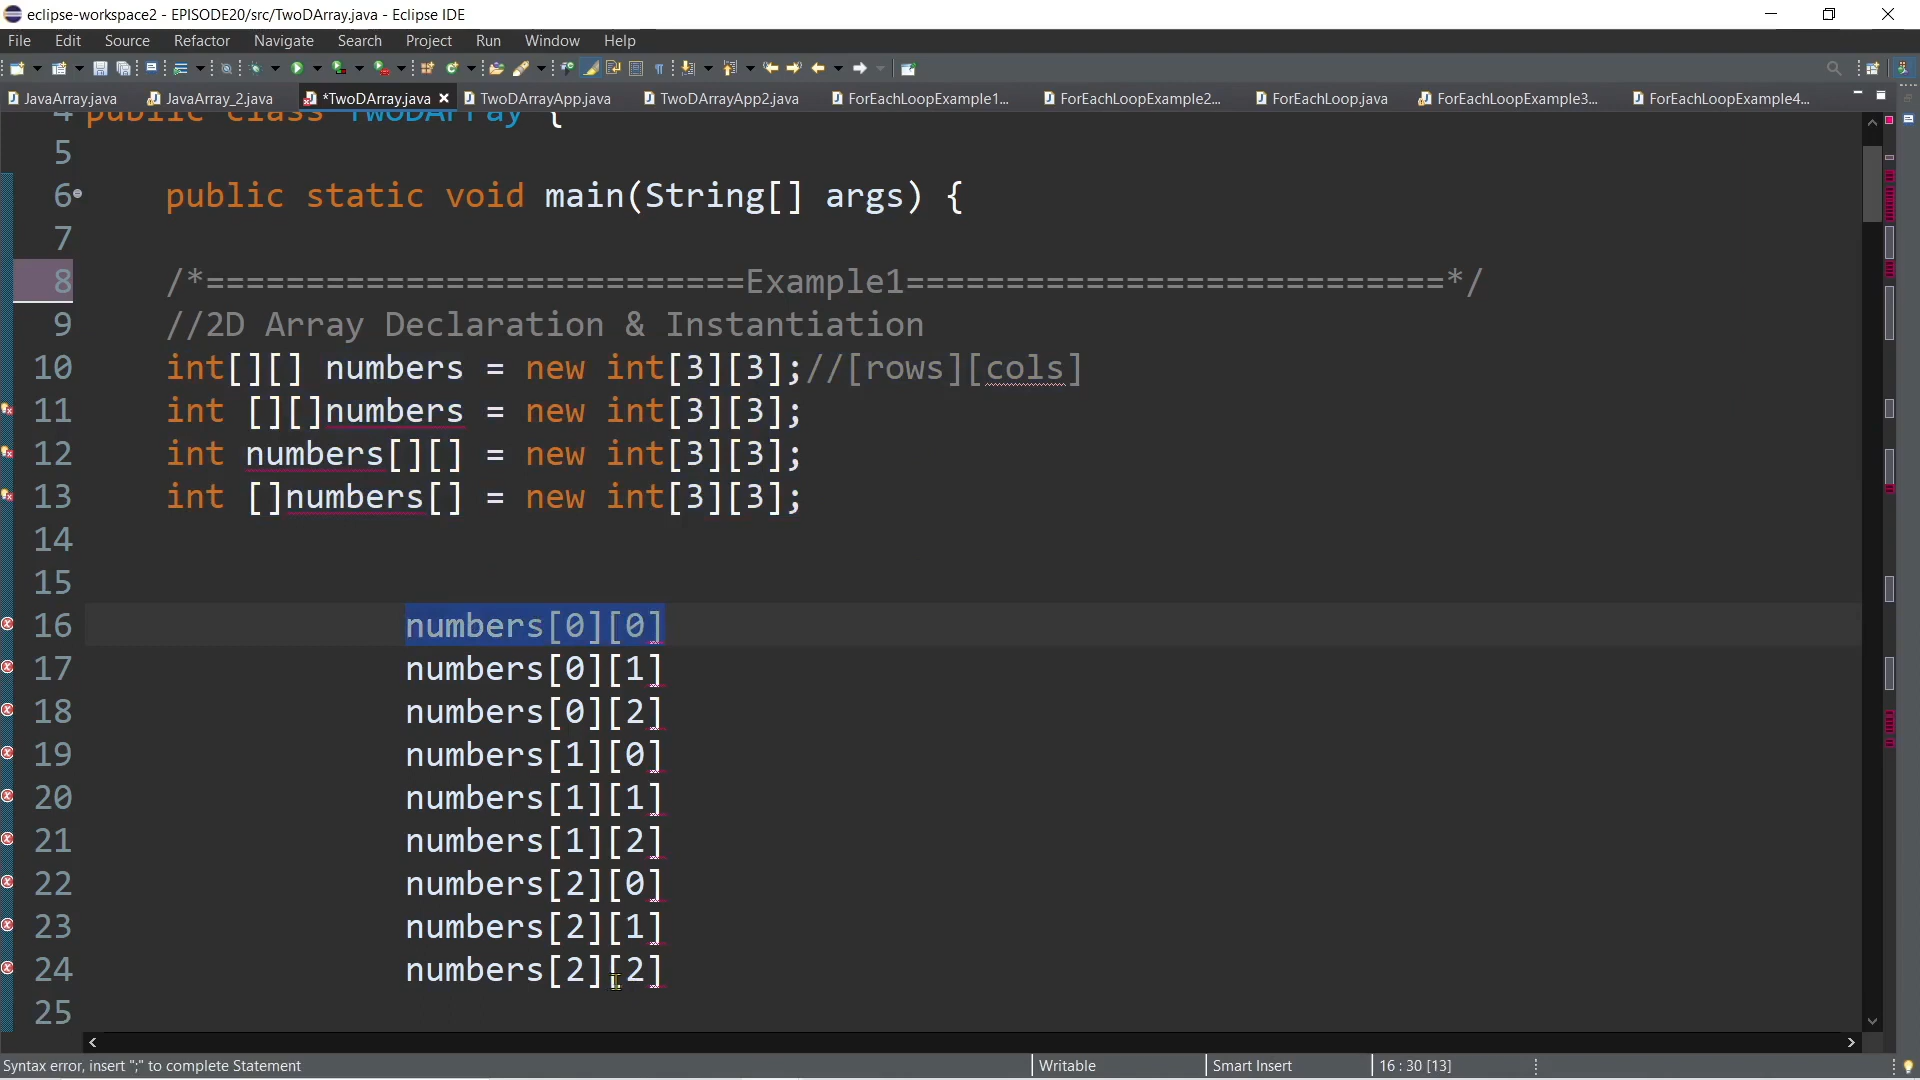 eclipse-workspace2 - EPISODE20/src/TwoDArray.java - Eclipse IDE
File Edit Source Refactor Navigate Search Project Run Window Help
JavaArray.java JavaArray_2.java *TwoDArray.java TwoDArrayApp.java TwoDArrayApp2.java ForEachLoopExample1... ForEachLoopExample2... ForEachLoop.java ForEachLoopExample3... ForEachLoopExample4...
4 public class TwoDArray {
5
6 public static void main(String[] args) {
7
8 /*===========================Example1===========================*/
9 //2D Array Declaration & Instantiation
10 int[][] numbers = new int[3][3];//[rows][cols]
11 int [][]numbers = new int[3][3];
12 int numbers[][] = new int[3][3];
13 int []numbers[] = new int[3][3];
14
15
16 numbers[0][0]
17 numbers[0][1]
18 numbers[0][2]
19 numbers[1][0]
20 numbers[1][1]
21 numbers[1][2]
22 numbers[2][0]
23 numbers[2][1]
24 numbers[2][2]
25
Syntax error, insert ";" to complete Statement Writable Smart Insert 16 : 30 [13]